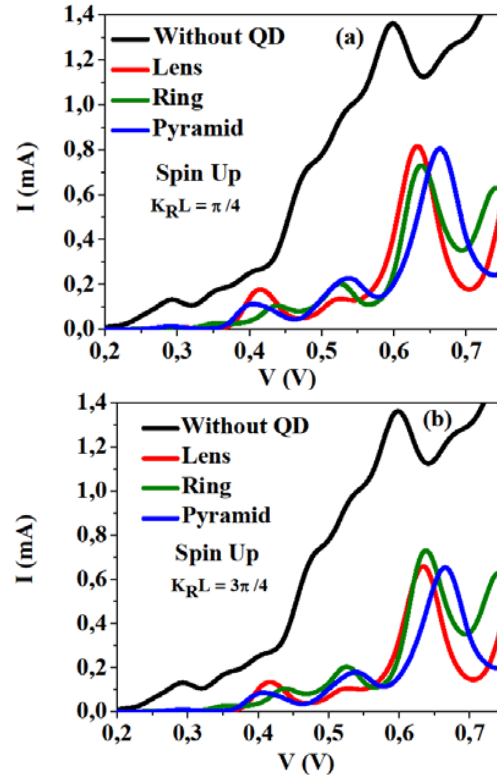 1,4
(a)
Without QD
1,2
Lens
Ring
1,0
Pyramid
0,8
Spin Up
0,6
K_R L = π/4
0,4
0,2
0,0
I (mA)
0,2 0,3 0,4 0,5 0,6 0,7
V (V)
1,4
(b)
Without QD
1,2
Lens
Ring
1,0
Pyramid
0,8
Spin Up
0,6
K_R L = 3π/4
0,4
0,2
0,0
I (mA)
0,2 0,3 0,4 0,5 0,6 0,7
V (V)